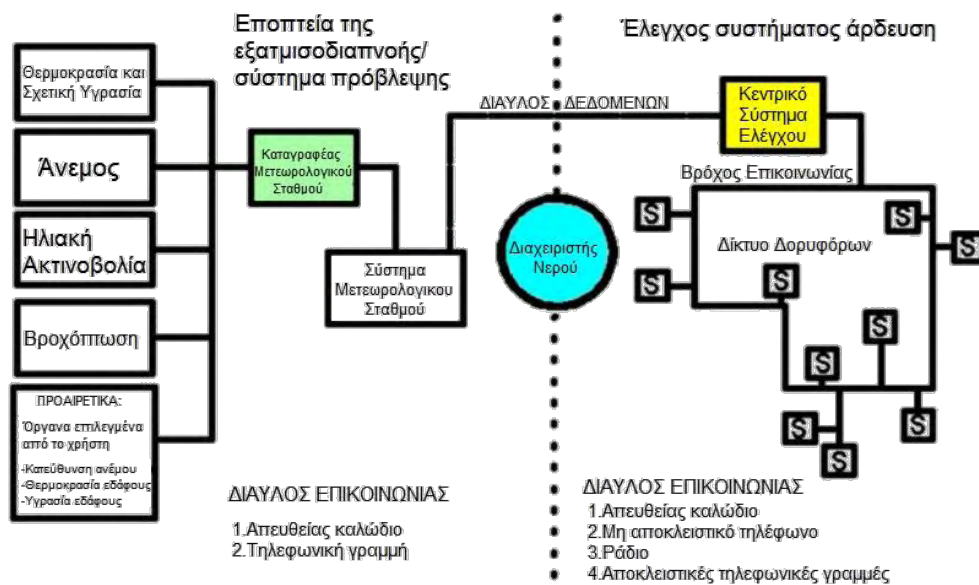 Εποπτεία της
εξατμισοδιαπνοής/
σύστημα πρόβλεψης
Έλεγχος συστήματος άρδευση
Θερμοκρασία και
Σχετική Υγρασία
Άνεμος
Ηλιακή
Ακτινοβολία
Βροχόπτωση
ΠΡΟΑΙΡΕΤΙΚΑ:
Όργανα επιλεγμένα
από το χρήστη
-Κατεύθυνση ανέμου
-Θερμοκρασία εδάφους
-Υγρασία εδάφους
Καταγραφέας
Μετεωρολογικού
Σταθμού
Σύστημα
Μετεωρολογικου
Σταθμού
ΔΙΑΥΛΟΣ ΔΕΔΟΜΕΝΩΝ
Διαχειριστής
Νερού
Κεντρικό
Σύστημα
Ελέγχου
Βρόχος Επικοινωνίας
Δίκτυο Δορυφόρων
S
S
S
S
S
S
S
S
S
S
ΔΙΑΥΛΟΣ ΕΠΙΚΟΙΝΩΝΙΑΣ
1.Απευθείας καλώδιο
2.Τηλεφωνική γραμμή
ΔΙΑΥΛΟΣ ΕΠΙΚΟΙΝΩΝΙΑΣ
1.Απευθείας καλώδιο
2.Μη αποκλειστικό τηλέφωνο
3.Ράδιο
4.Αποκλειστικές τηλεφωνικές γραμμές